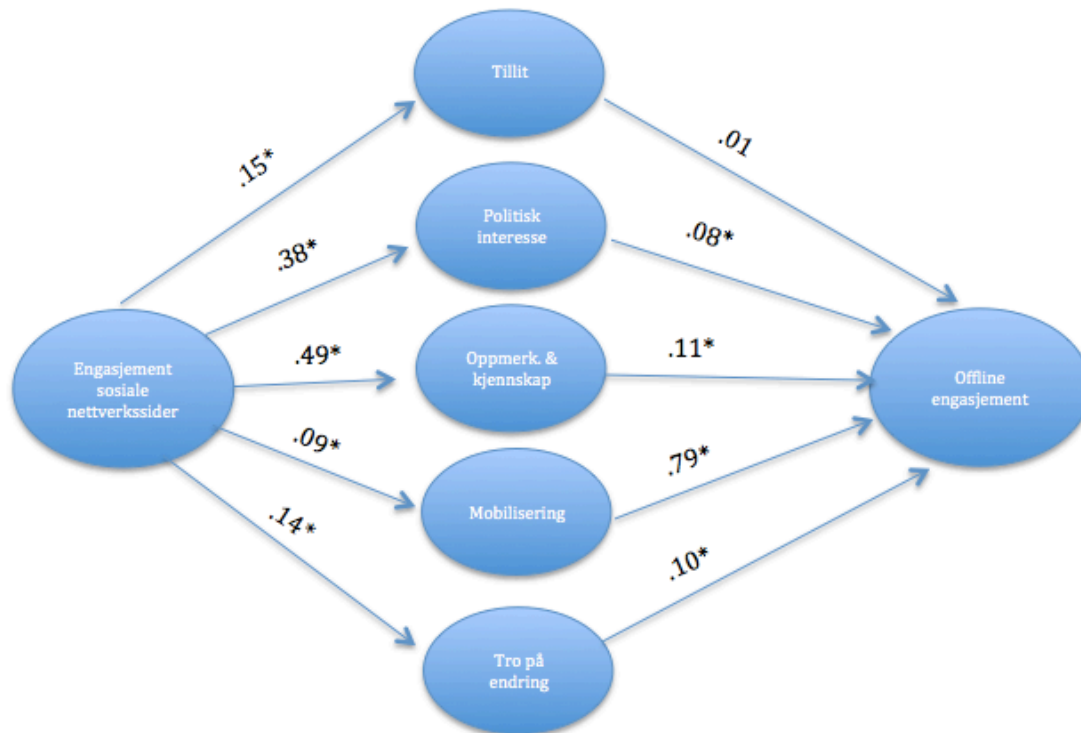 Tillit
.15*
.01
Politisk
interesse
.38*
.08*
Engasjement
sosiale
nettverkssider
.49*
Oppmerk. &
kjennskap
.11*
Offline
engasjement
.09*
Mobilisering
.79*
.14*
.10*
Tro på
endring